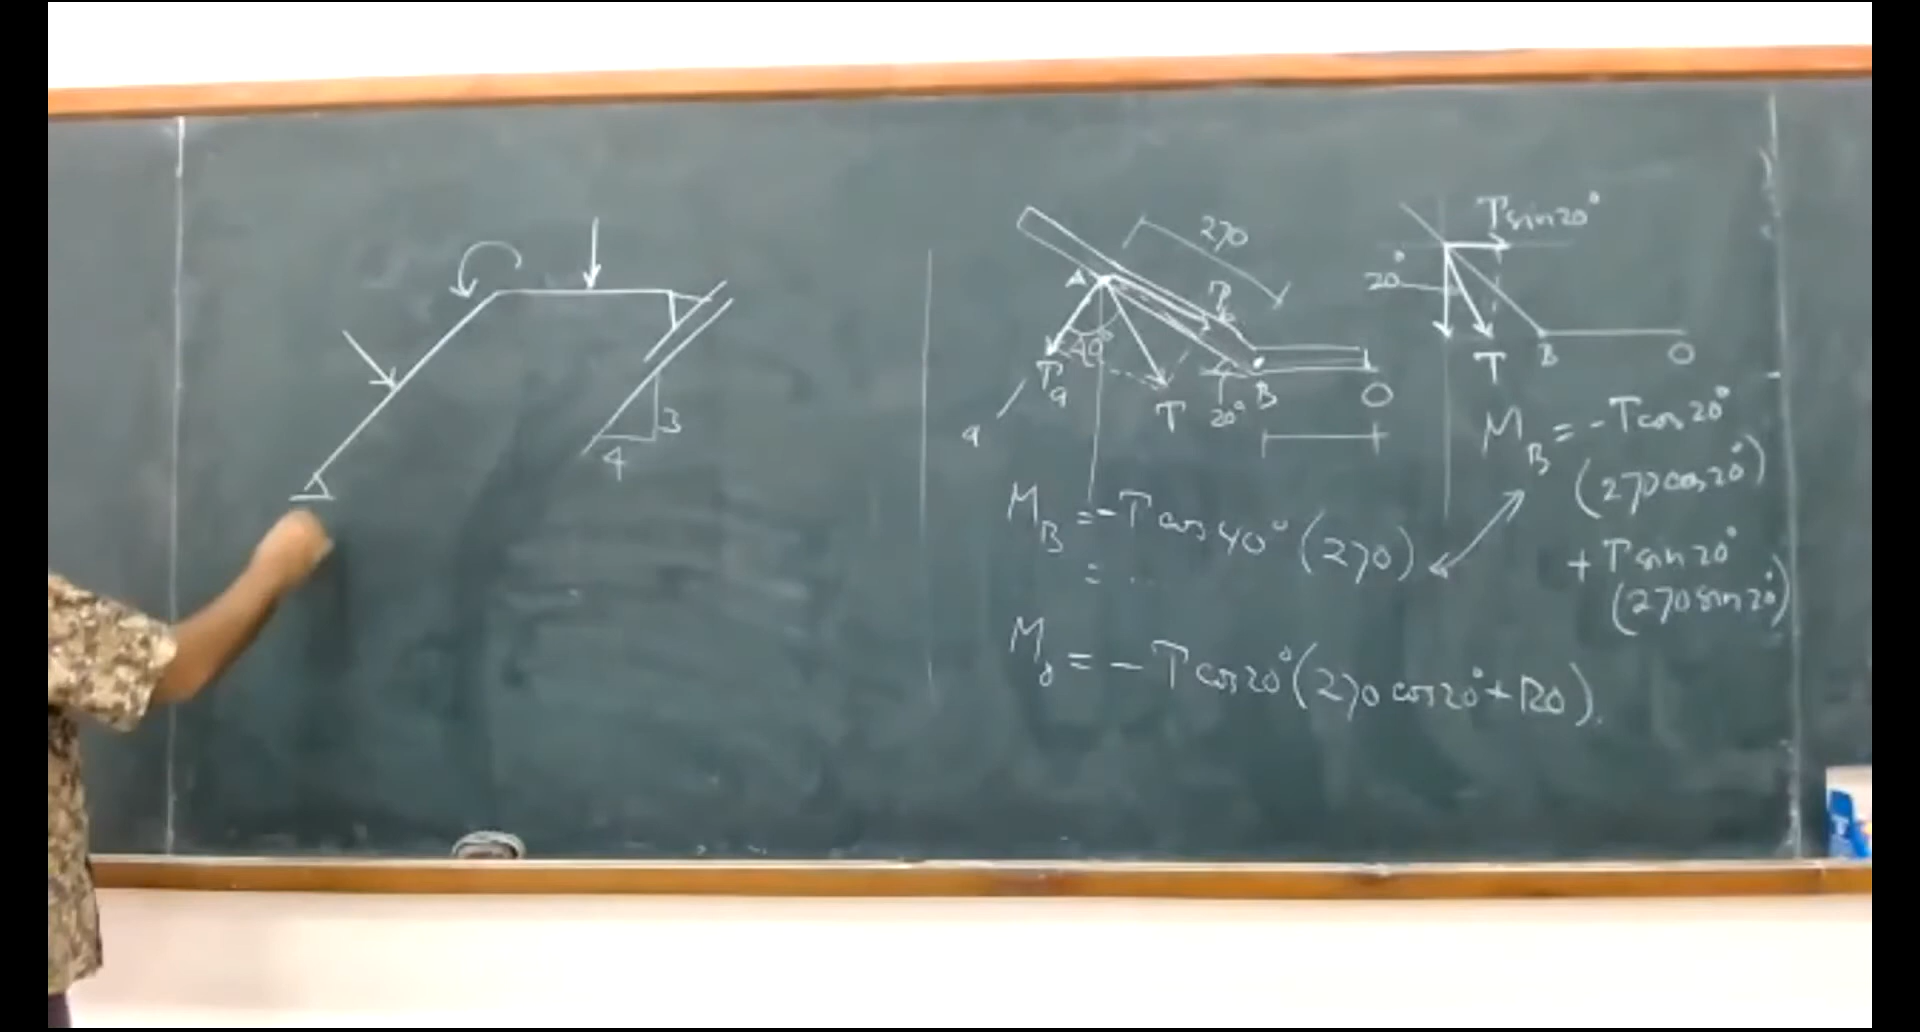 3
4
270
A
P
40°
P
a
a
T
20°
B
O
T sin 20°
20°
T
B
O
M_B = - T cos 20°
(270 cos 20°)
+ T sin 20°
(270 sin 20°)
M_B = - T cos 40° (270)
= ...
M_o = - T cos 20° (270 cos 20° + 120).